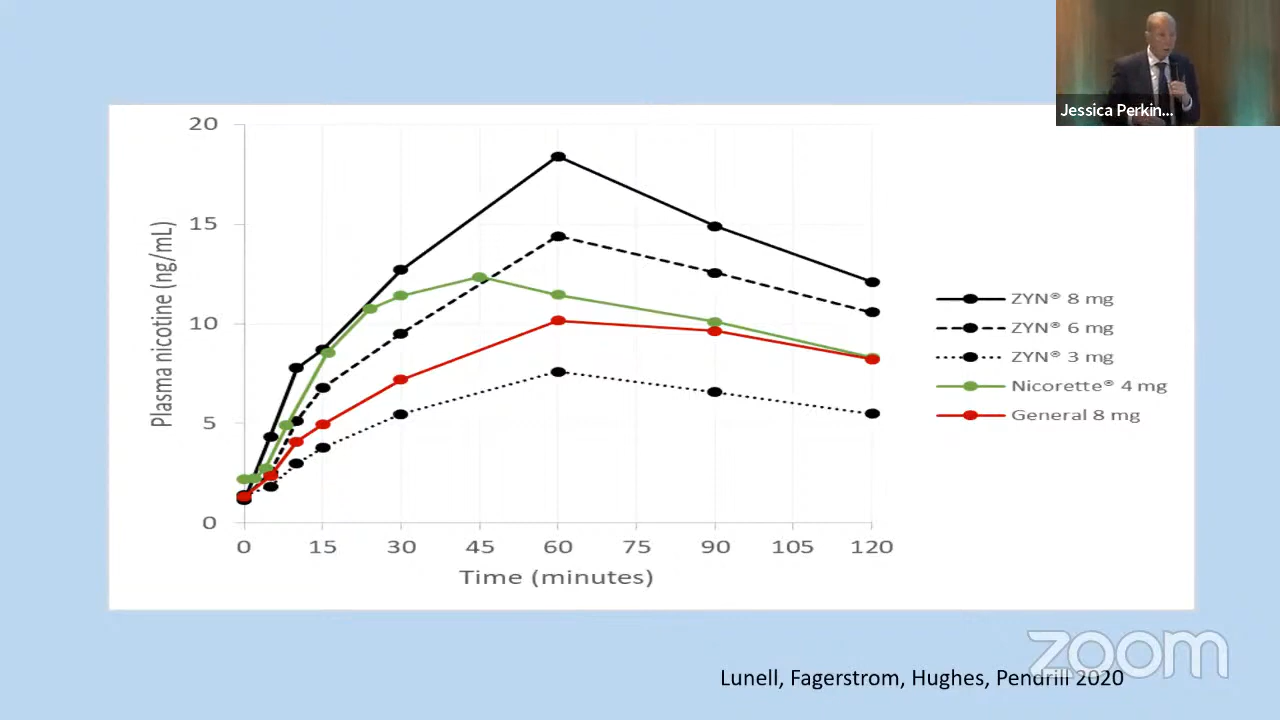 Jessica Perkin...
20
15
10
5
0
Plasma nicotine (ng/mL)
0 15 30 45 60 75 90 105 120
Time (minutes)
ZYN® 8 mg
ZYN® 6 mg
ZYN® 3 mg
Nicorette® 4 mg
General 8 mg
zoom
Lunell, Fagerstrom, Hughes, Pendrill 2020